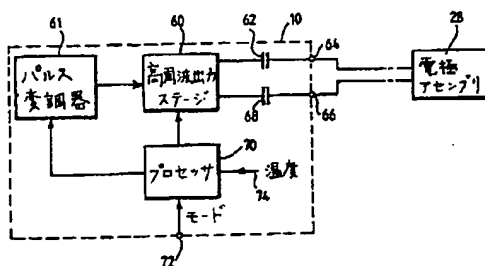 61
パルス
変調器
60
高周波出力
ステージ
62
10
64
68
66
28
電極
アセンブリ
70
プロセッサ
温度
74
モード
72